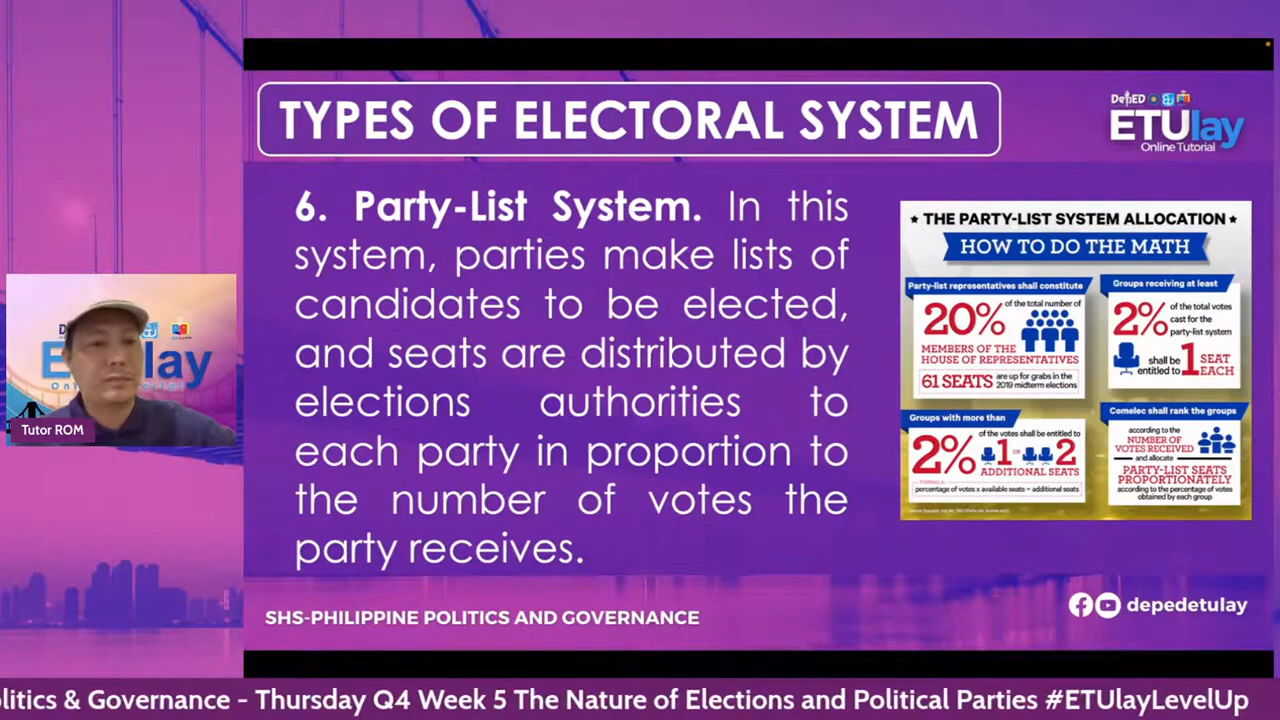 TYPES OF ELECTORAL SYSTEM
DepED
ETUlay
Online Tutorial
6. Party-List System. In this
system, parties make lists of
candidates to be elected,
and seats are distributed by
elections authorities to
each party in proportion to
the number of votes the
party receives.
★ THE PARTY-LIST SYSTEM ALLOCATION ★
HOW TO DO THE MATH
Party-list representatives shall constitute
20% of the total number of
MEMBERS OF THE
HOUSE OF REPRESENTATIVES
61 SEATS are up for grabs in the
2019 midterm elections
Groups receiving at least
2% of the total votes
cast for the
party-list system
shall be
entitled to 1 SEAT
EACH
Groups with more than
2% of the votes shall be entitled to
1 OR 2
ADDITIONAL SEATS
FORMULA:
percentage of votes x available seats = additional seats
Comelec shall rank the groups
according to the
NUMBER OF
VOTES RECEIVED
and allocate
PARTY-LIST SEATS
PROPORTIONATELY
according to the percentage of votes
obtained by each group
Tutor ROM
SHS-PHILIPPINE POLITICS AND GOVERNANCE
depedetulay
olitics & Governance - Thursday Q4 Week 5 The Nature of Elections and Political Parties #ETUlayLevelUp